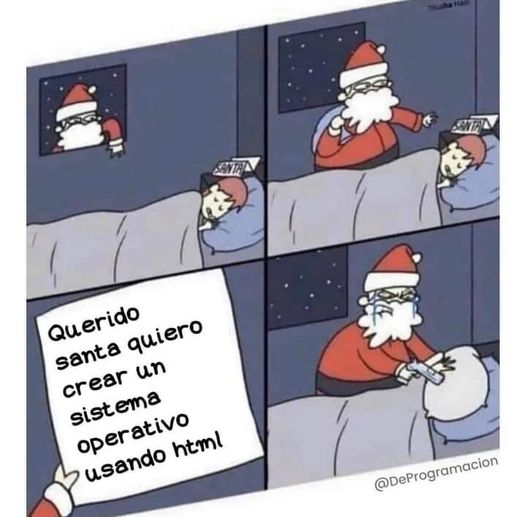 SANTA
SANTA
Querido
santa quiero
crear un
sistema
operativo
usando html
@DeProgramacion